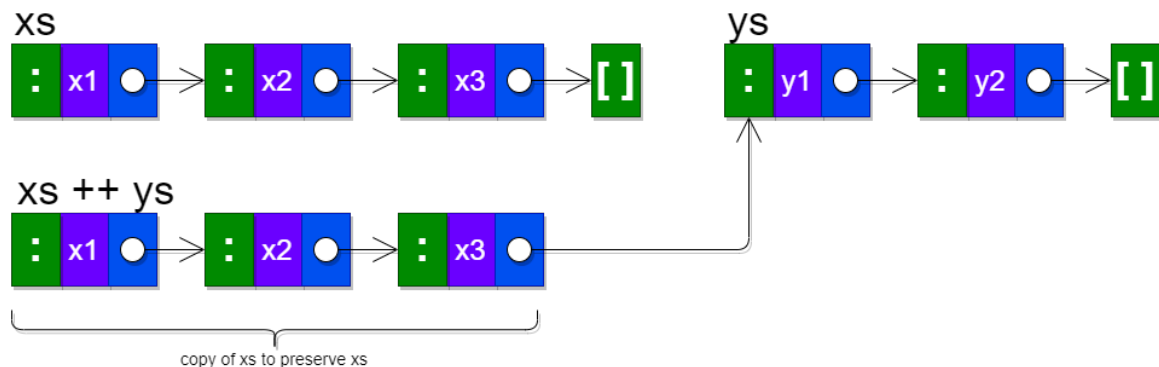 xs
: x1 : x2 : x3 []
ys
: y1 : y2 []
xs ++ ys
: x1 : x2 : x3
copy of xs to preserve xs